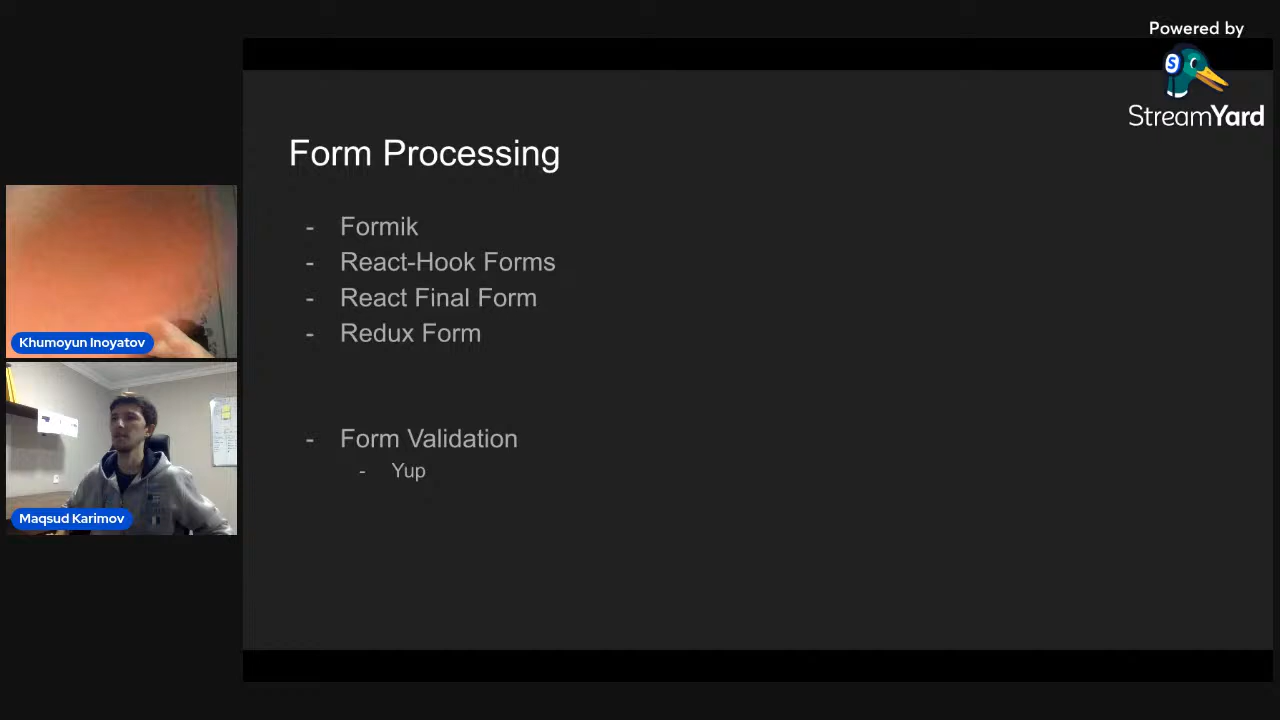 Powered by
StreamYard
Form Processing
- Formik
- React-Hook Forms
- React Final Form
- Redux Form
- Form Validation
- Yup
Khumoyun Inoyatov
Maqsud Karimov